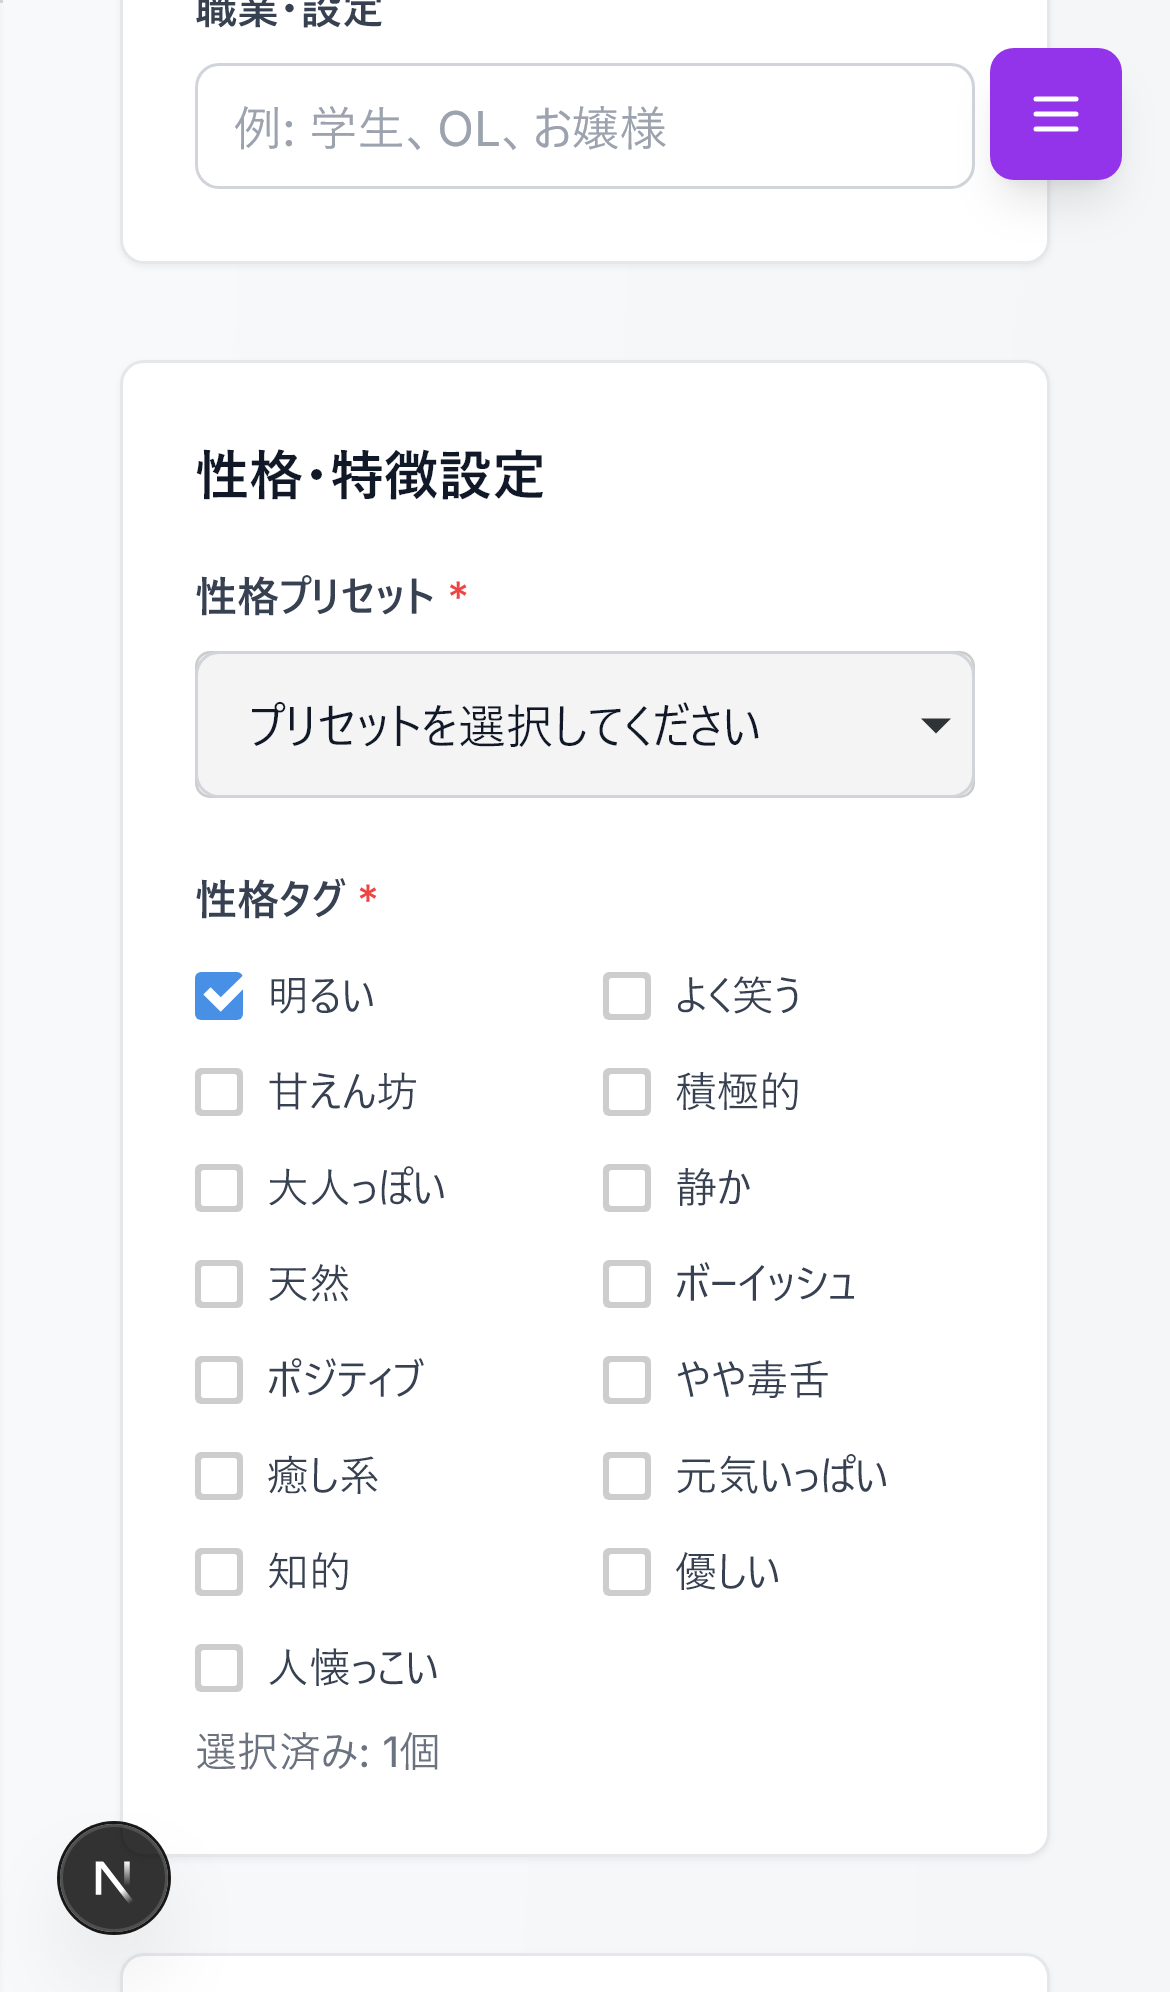 職業・設定
例: 学生、OL、お嬢様
性格・特徴設定
性格プリセット *
プリセットを選択してください
性格タグ *
明るい よく笑う
甘えん坊 積極的
大人っぽい 静か
天然 ボーイッシュ
ポジティブ やや毒舌
癒し系 元気いっぱい
知的 優しい
人懐っこい
選択済み: 1個
N